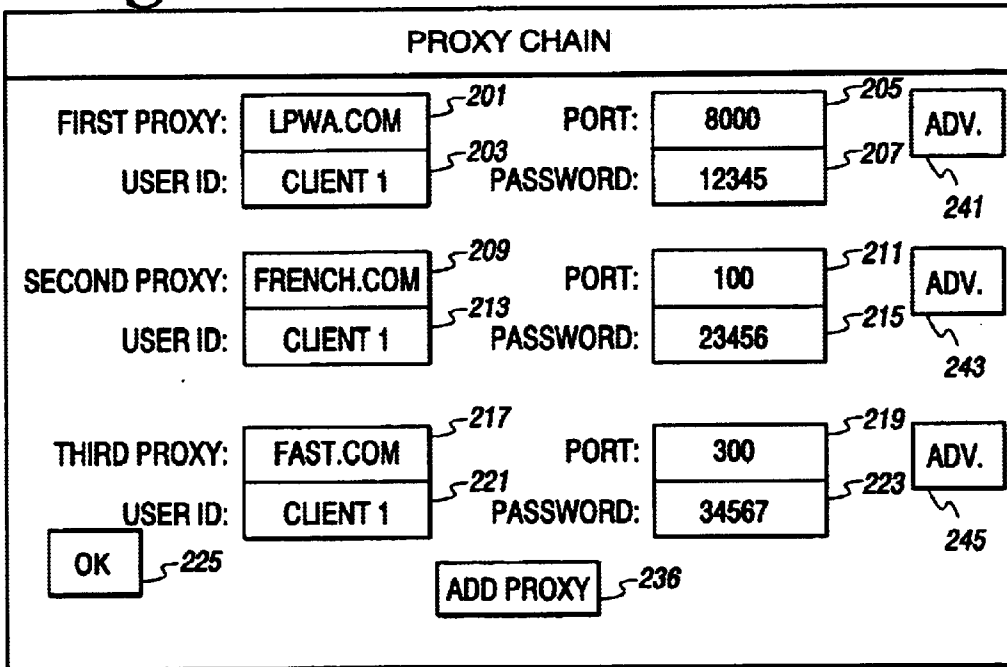 PROXY CHAIN
FIRST PROXY: LPWA.COM 201 PORT: 8000 205 ADV.
USER ID: CLIENT 1 203 PASSWORD: 12345 207 241
SECOND PROXY: FRENCH.COM 209 PORT: 100 211 ADV.
USER ID: CLIENT 1 213 PASSWORD: 23456 215 243
THIRD PROXY: FAST.COM 217 PORT: 300 219 ADV.
USER ID: CLIENT 1 221 PASSWORD: 34567 223 245
OK 225 ADD PROXY 236